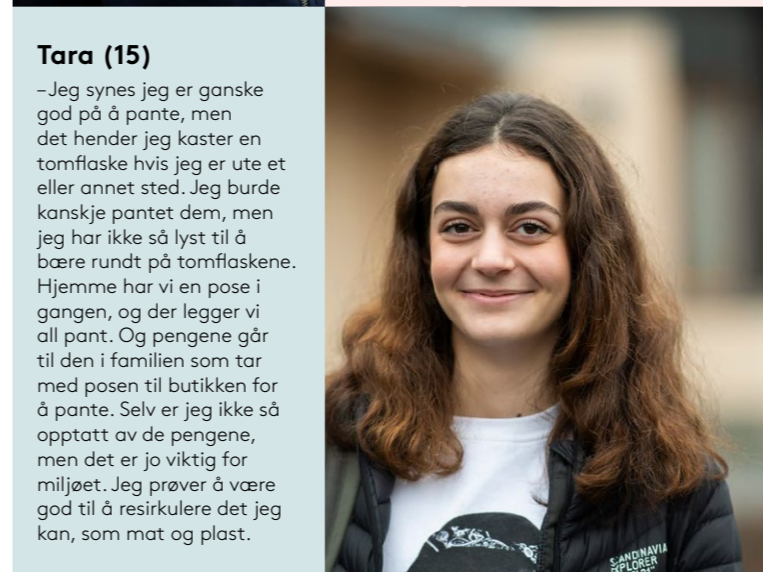 Tara (15)
–Jeg synes jeg er ganske
god på å pante, men
det hender jeg kaster en
tomflaske hvis jeg er ute et
eller annet sted. Jeg burde
kanskje pantet dem, men
jeg har ikke så lyst til å
bære rundt på tomflaskene.
Hjemme har vi en pose i
gangen, og der legger vi
all pant. Og pengene går
til den i familien som tar
med posen til butikken for
å pante. Selv er jeg ikke så
opptatt av de pengene,
men det er jo viktig for
miljøet. Jeg prøver å være
god til å resirkulere det jeg
kan, som mat og plast.
SCANDINAVIA
EXPLORER